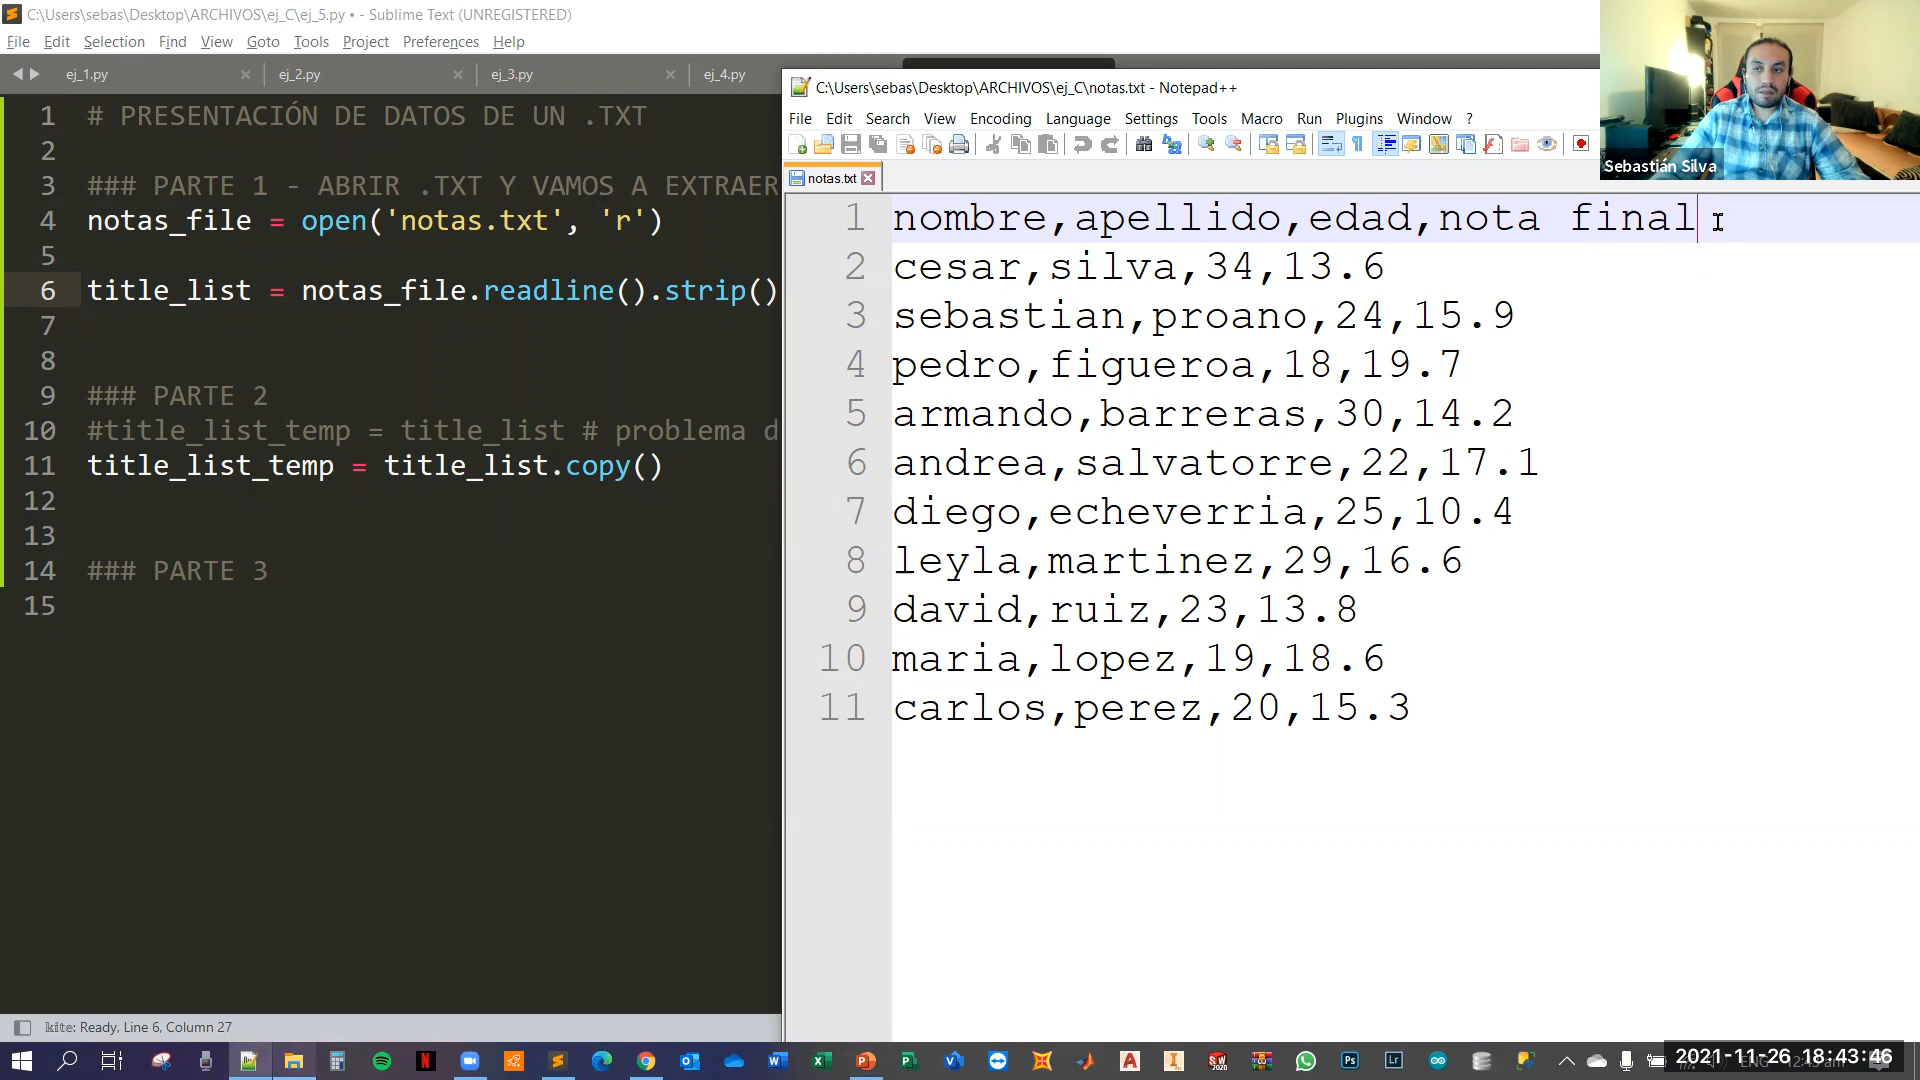 C:\Users\sebas\Desktop\ARCHIVOS\ej_C\ej_5.py • - Sublime Text (UNREGISTERED)
File Edit Selection Find View Goto Tools Project Preferences Help
ej_1.py × ej_2.py × ej_3.py × ej_4.py
1 # PRESENTACIÓN DE DATOS DE UN .TXT
2
3 ### PARTE 1 - ABRIR .TXT Y VAMOS A EXTRAER
4 notas_file = open('notas.txt', 'r')
5
6 title_list = notas_file.readline().strip()
7
8
9 ### PARTE 2
10 #title_list_temp = title_list # problema d
11 title_list_temp = title_list.copy()
12
13
14 ### PARTE 3
15
kite: Ready, Line 6, Column 27
C:\Users\sebas\Desktop\ARCHIVOS\ej_C\notas.txt - Notepad++
File Edit Search View Encoding Language Settings Tools Macro Run Plugins Window ?
notas.txt
1 nombre,apellido,edad,nota final
2 cesar,silva,34,13.6
3 sebastian,proano,24,15.9
4 pedro,figueroa,18,19.7
5 armando,barreras,30,14.2
6 andrea,salvatorre,22,17.1
7 diego,echeverria,25,10.4
8 leyla,martinez,29,16.6
9 david,ruiz,23,13.8
10 maria,lopez,19,18.6
11 carlos,perez,20,15.3
Sebastián Silva
2021-11-26 18:43:46